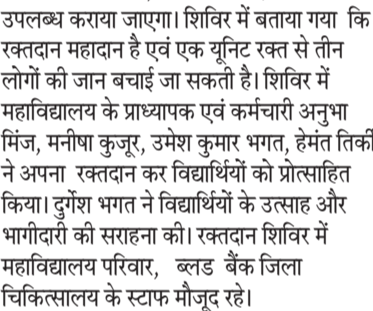 उपलब्ध कराया जाएगा। शिविर में बताया गया कि
रक्तदान महादान है एवं एक यूनिट रक्त से तीन
लोगों की जान बचाई जा सकती है। शिविर में
महाविद्यालय के प्राध्यापक एवं कर्मचारी अनुभा
मिंज, मनीषा कुजूर, उमेश कुमार भगत, हेमंत तिर्की
ने अपना रक्तदान कर विद्यार्थियों को प्रोत्साहित
किया। दुर्गेश भगत ने विद्यार्थियों के उत्साह और
भागीदारी की सराहना की। रक्तदान शिविर में
महाविद्यालय परिवार, ब्लड बैंक जिला
चिकित्सालय के स्टाफ मौजूद रहे।